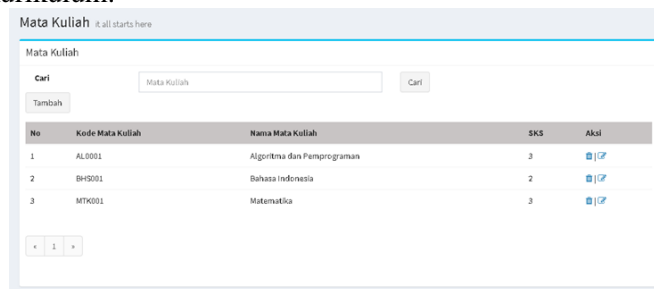 kurikulum.
Mata Kuliah it all starts here
Mata Kuliah
Cari Mata Kuliah Cari
Tambah
No Kode Mata Kuliah Nama Mata Kuliah SKS Aksi
1 AL0001 Algoritma dan Pemprograman 3 |
2 BHS001 Bahasa Indonesia 2 |
3 MTK001 Matematika 3 |
« 1 »